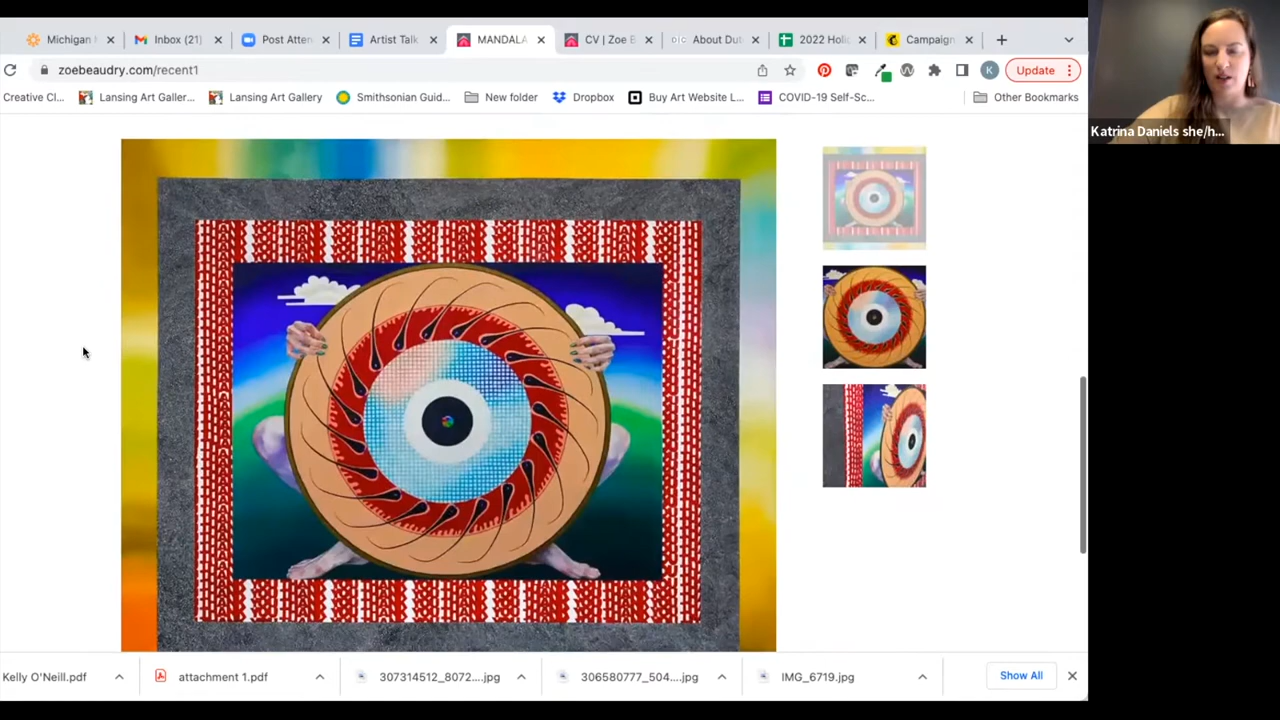 Michigan
Inbox (21)
Post Atten
Artist Talk
MANDALA
CV | Zoe B
About Dut
2022 Holi
Campaign
zoebeaudry.com/recent1
K
Update
Creative Cl...
Lansing Art Galler...
Lansing Art Gallery
Smithsonian Guid...
New folder
Dropbox
Buy Art Website L...
COVID-19 Self-Sc...
Other Bookmarks
Katrina Daniels she/h...
Kelly O'Neill.pdf
attachment 1.pdf
307314512_8072....jpg
306580777_504....jpg
IMG_6719.jpg
Show All